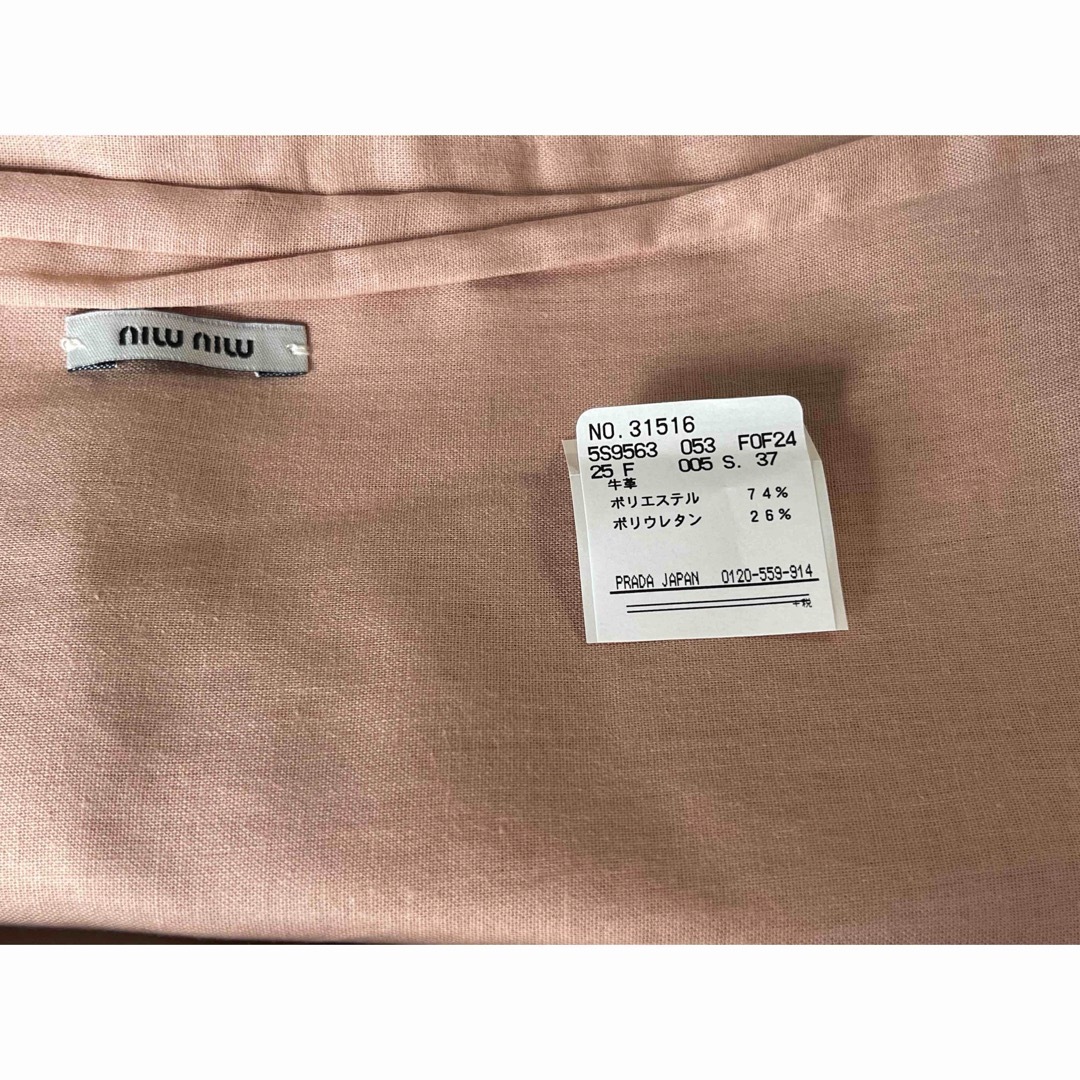 miu miu
NO.31516
5S9563 053 F0F24
25 F 005 S. 37
牛革
ポリエステル 74%
ポリウレタン 26%
PRADA JAPAN 0120-559-914
+税